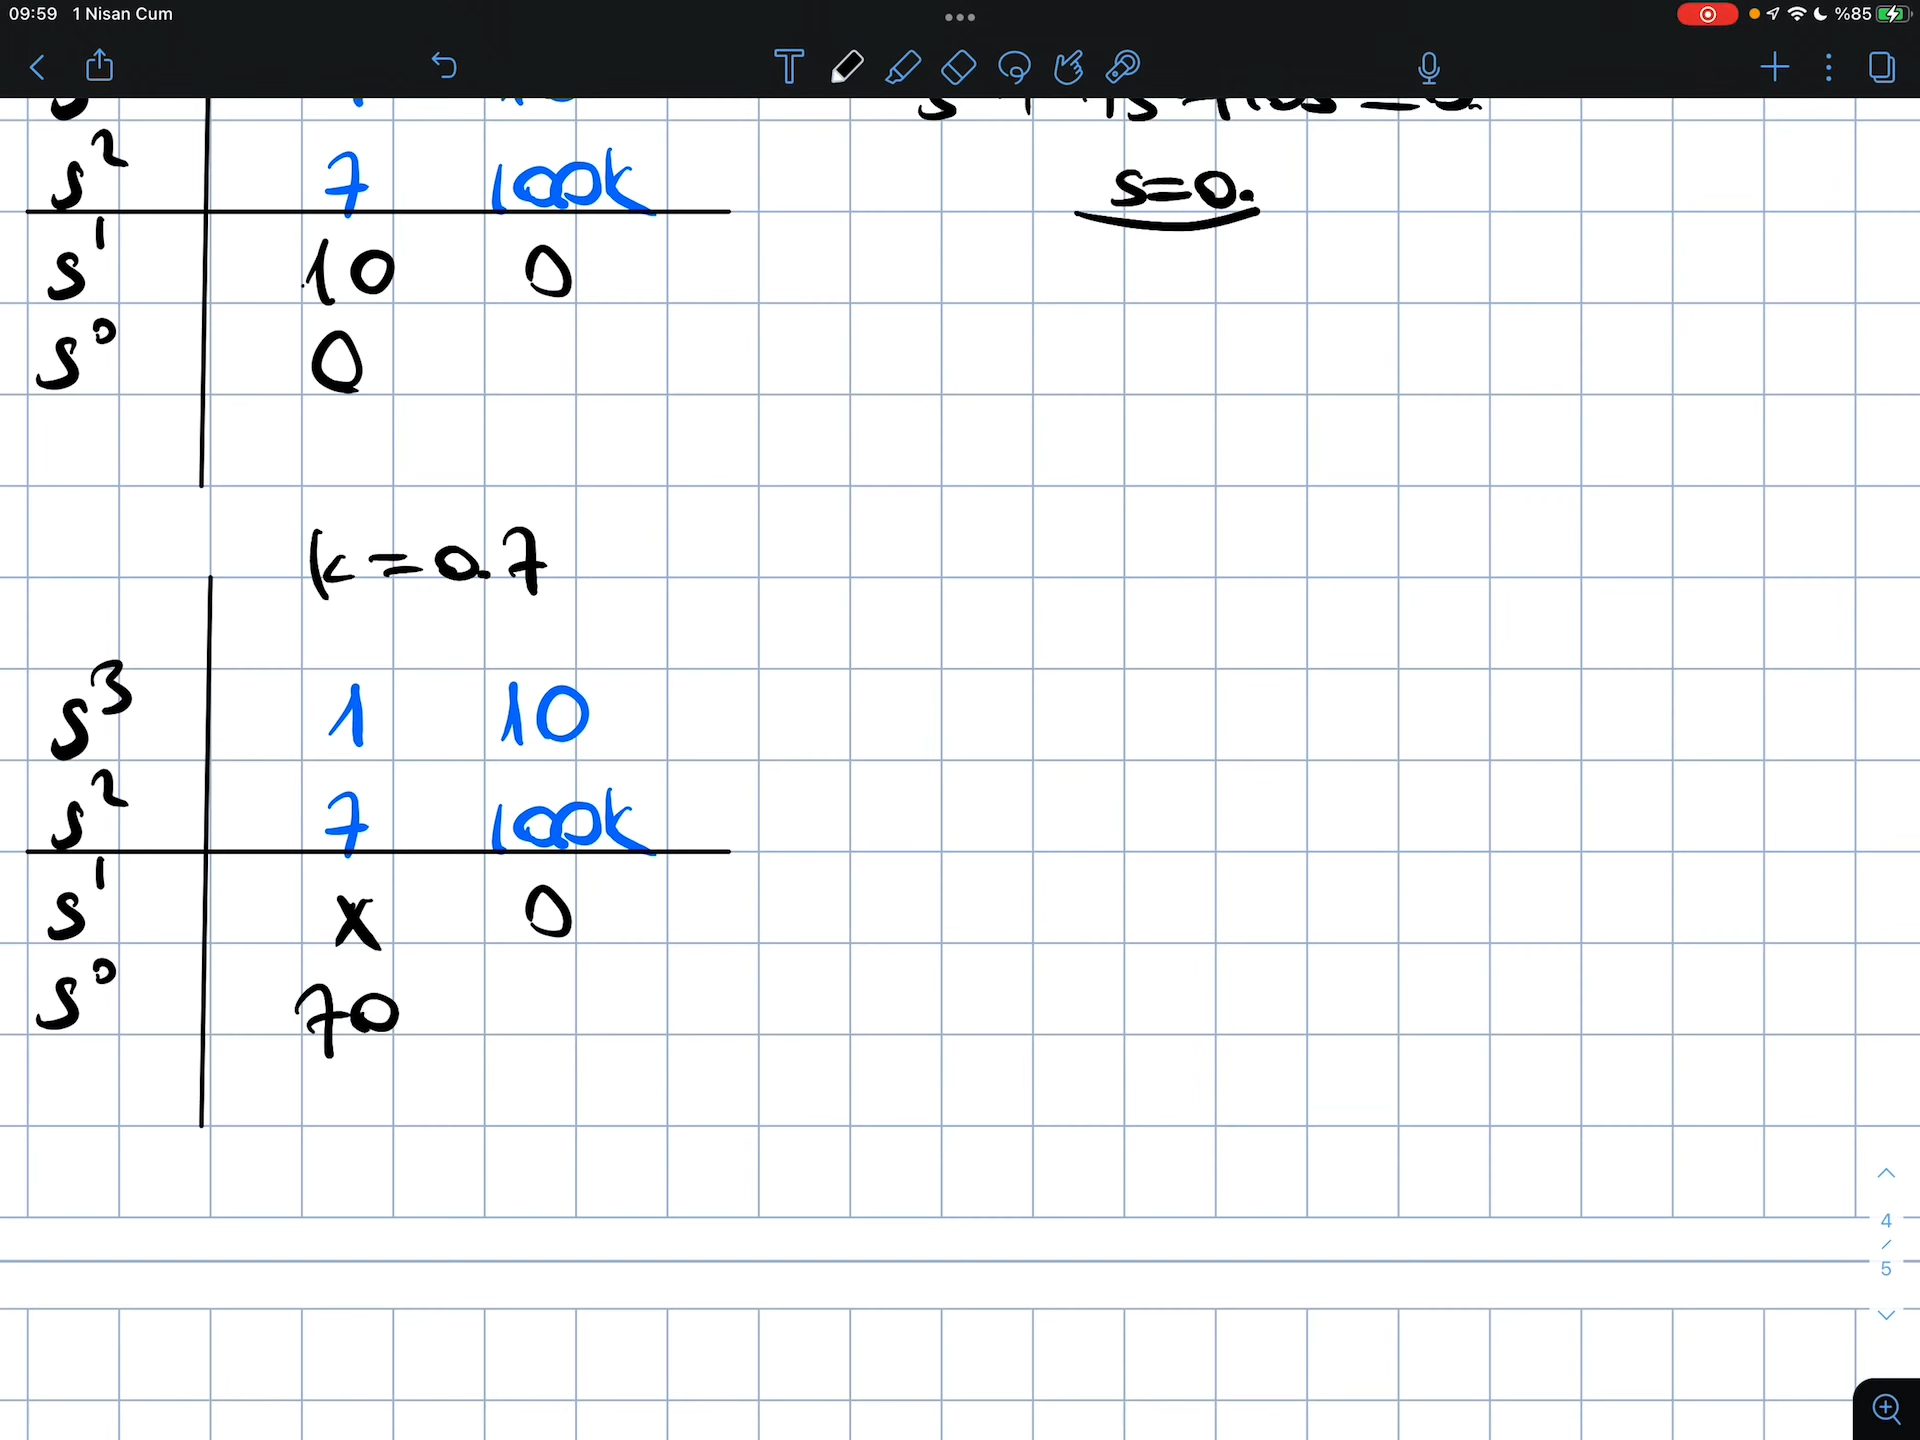 09:59 1 Nisan Cum %85
s² 7 100k
s=0.
s¹ 10 0
s⁰ 0
k=0.7
s³ 1 10
s² 7 100k
s¹ x 0
s⁰ 70
4
/
5